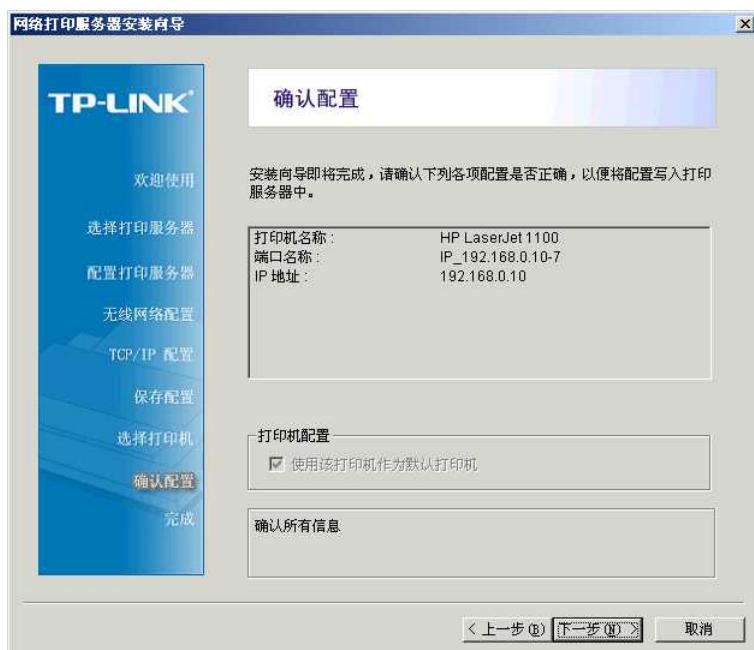 网络打印服务器安装向导
TP-LINK
确认配置
欢迎使用
选择打印服务器
配置打印服务器
无线网络配置
TCP/IP 配置
保存配置
选择打印机
确认配置
完成
安装向导即将完成，请确认下列各项配置是否正确，以便将配置写入打印
服务器中。
打印机名称： HP LaserJet 1100
端口名称： IP_192.168.0.10-7
IP 地址： 192.168.0.10
打印机配置
使用该打印机作为默认打印机
确认所有信息
< 上一步(B) 下一步(N) > 取消